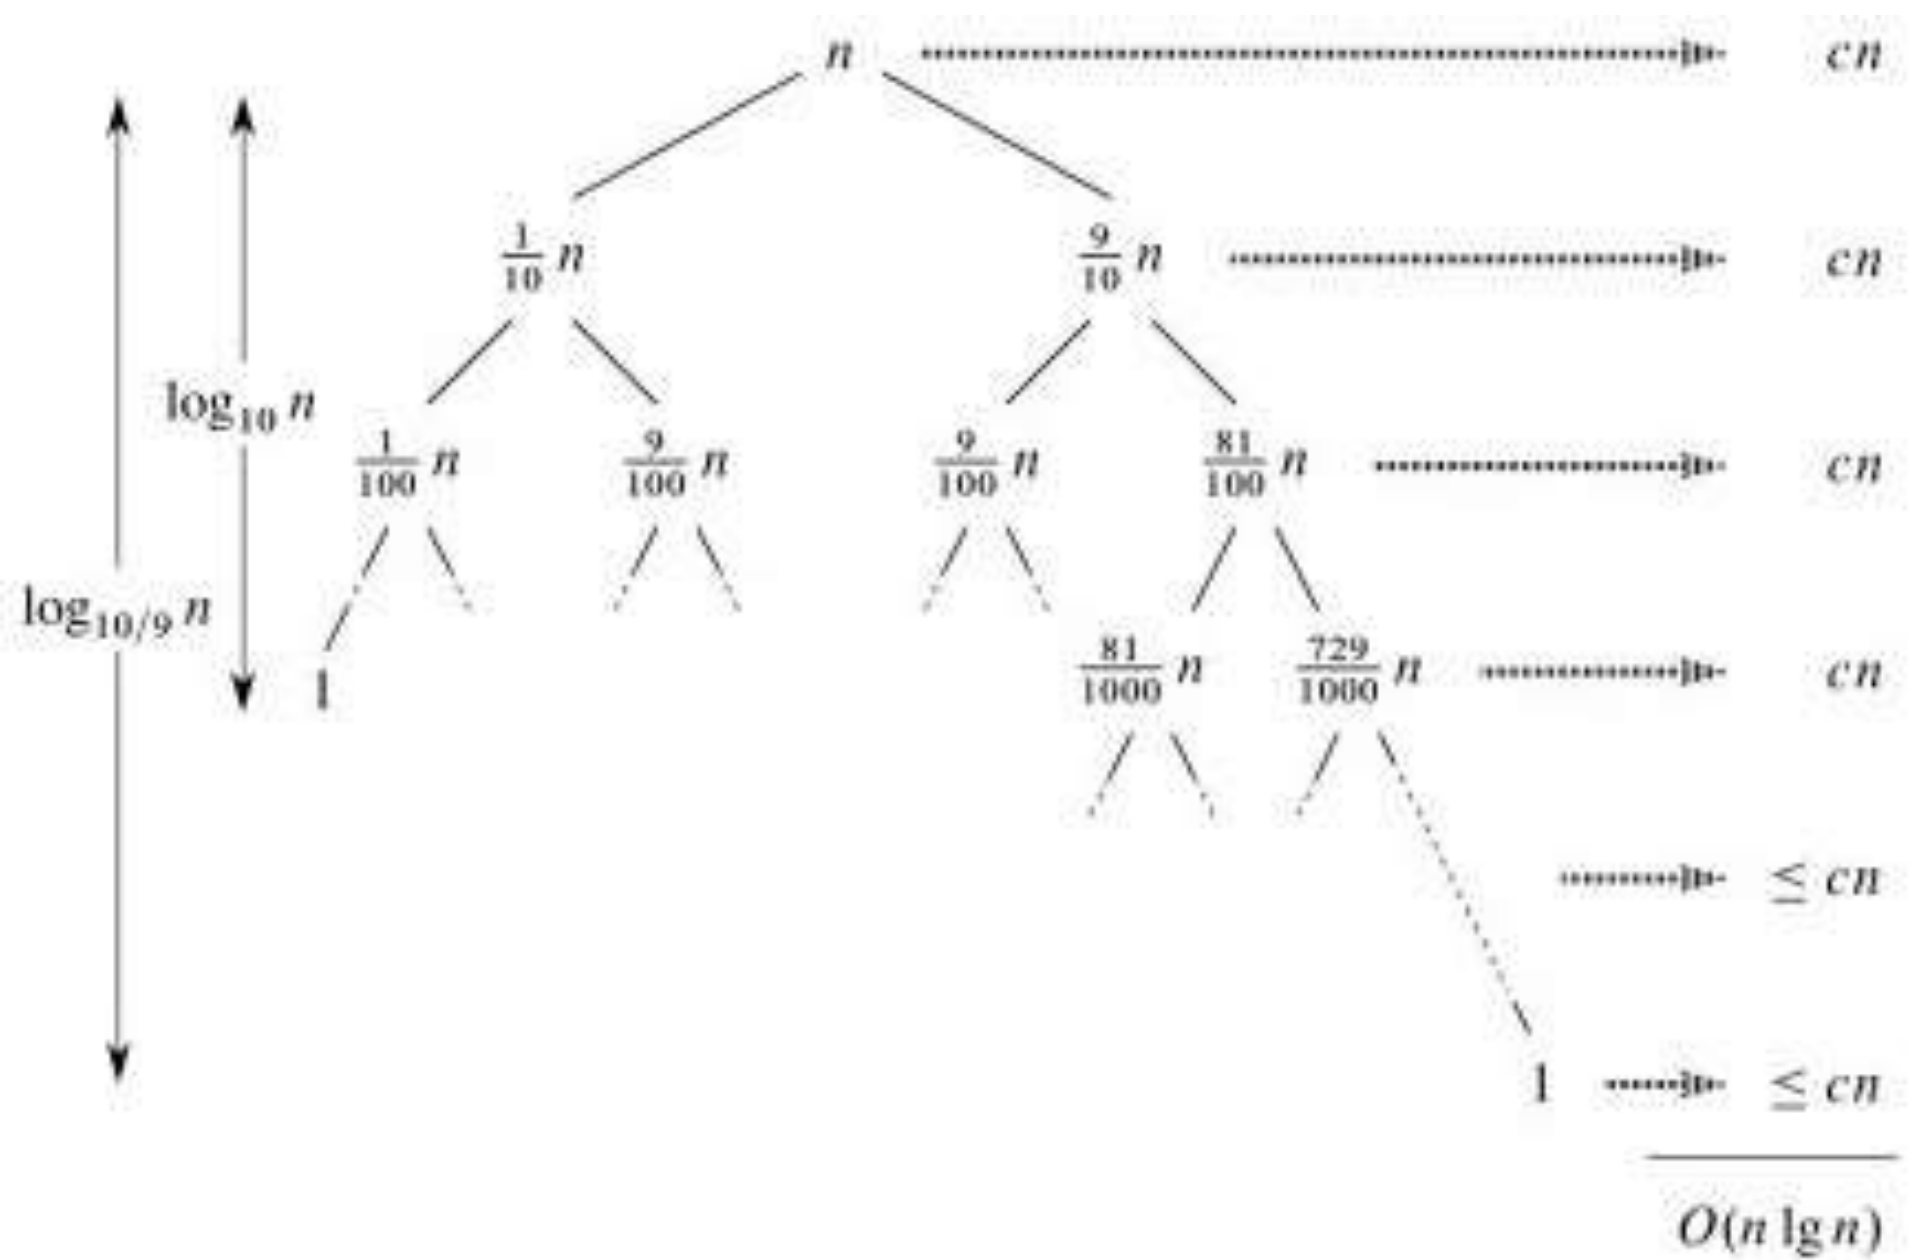 n cn
1/10 n 9/10 n cn
log₁₀ n
1/100 n 9/100 n 9/100 n 81/100 n cn
log₁₀/₉ n
1 81/1000 n 729/1000 n cn
≤ cn
1 ≤ cn
O(n lg n)